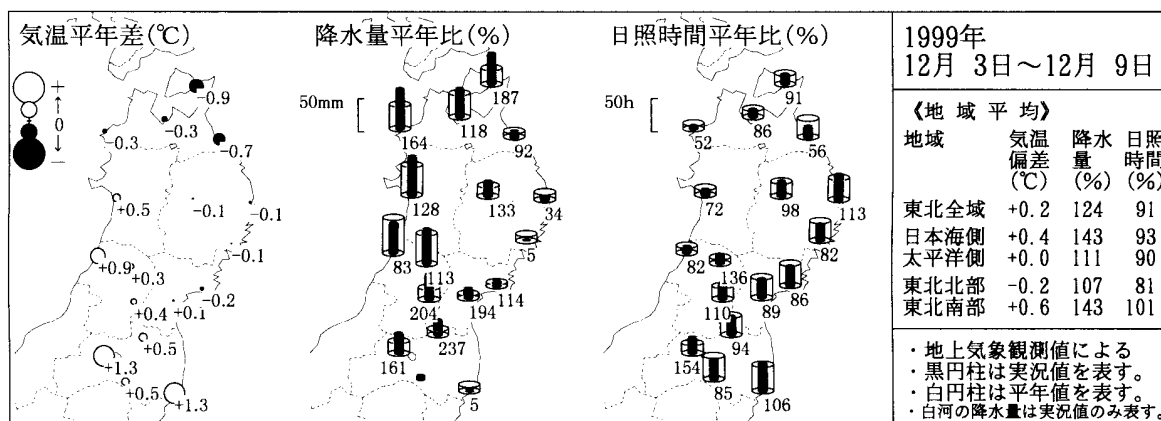 気温平年差(℃)
+
↑
0
↓
−
−0.9
−0.3
−0.3
−0.7
+0.5
−0.1
−0.1
−0.1
+0.9
+0.3
−0.2
+0.4
+0.1
+0.5
+1.3
+0.5
+1.3
降水量平年比(%)
50mm
187
164
118
92
128
133
34
83
113
5
114
204
194
237
161
5
日照時間平年比(%)
50h
91
86
52
56
72
98
113
82
136
82
110
89
86
94
154
85
106
1999年
12月 3日~12月 9日
《地 域 平 均》
地域 気温 降水 日照
偏差 量 時間
(℃) (%) (%)
東北全域 +0.2 124 91
日本海側 +0.4 143 93
太平洋側 +0.0 111 90
東北北部 -0.2 107 81
東北南部 +0.6 143 101
・地上気象観測値による
・黒円柱は実況値を表す。
・白円柱は平年値を表す。
・白河の降水量は実況値のみ表す。